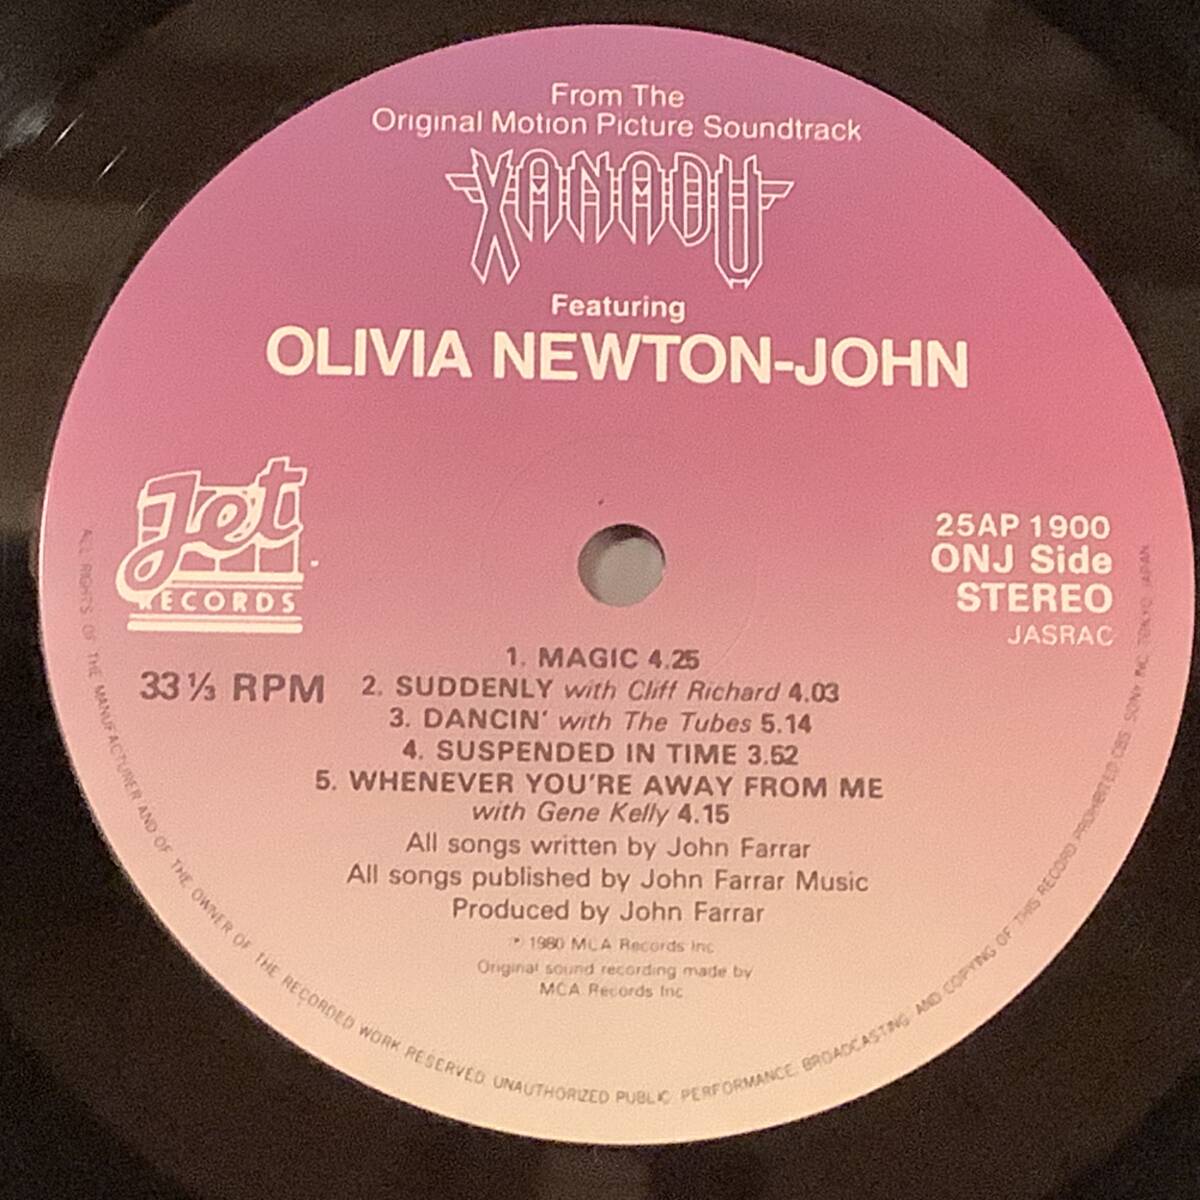 From The
Original Motion Picture Soundtrack
XANADU
Featuring
OLIVIA NEWTON-JOHN
Jet
RECORDS
25AP 1900
ONJ Side
STEREO
JASRAC
33 ⅓ RPM
1. MAGIC 4.25
2. SUDDENLY with Cliff Richard 4.03
3. DANCIN' with The Tubes 5.14
4. SUSPENDED IN TIME 3.52
5. WHENEVER YOU'RE AWAY FROM ME
with Gene Kelly 4.15
All songs written by John Farrar
All songs published by John Farrar Music
Produced by John Farrar
℗ 1980 MCA Records Inc
Original sound recording made by
MCA Records Inc
ALL RIGHTS OF THE MANUFACTURER AND OF THE OWNER OF THE RECORDED WORK RESERVED. UNAUTHORIZED PUBLIC PERFORMANCE, BROADCASTING AND COPYING OF THIS RECORD PROHIBITED. CBS SONY INC. TOKYO JAPAN